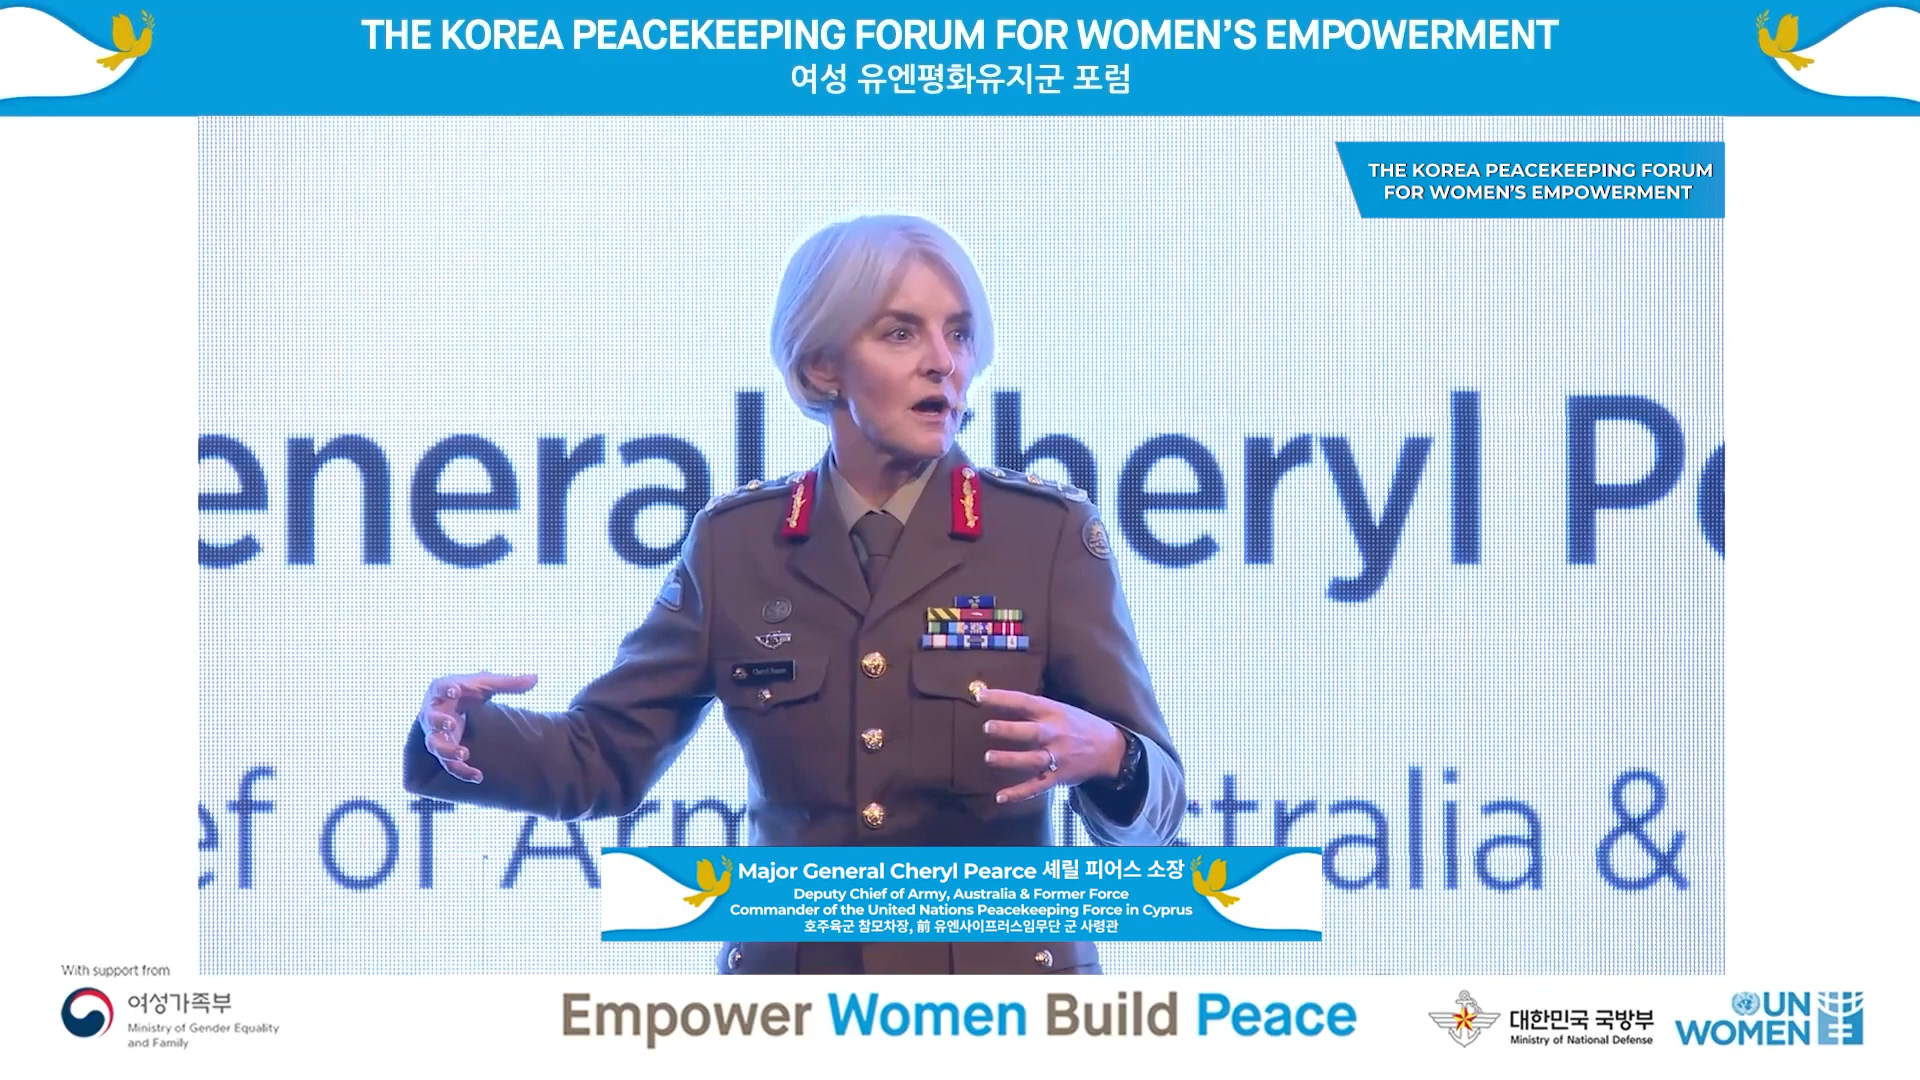 THE KOREA PEACEKEEPING FORUM FOR WOMEN'S EMPOWERMENT
여성 유엔평화유지군 포럼
THE KOREA PEACEKEEPING FORUM
FOR WOMEN'S EMPOWERMENT
eneral Cheryl Pe
ef of Arm ustralia &
Major General Cheryl Pearce 셰릴 피어스 소장
Deputy Chief of Army, Australia & Former Force
Commander of the United Nations Peacekeeping Force in Cyprus
호주육군 참모차장, 前 유엔사이프러스임무단 군 사령관
With support from
여성가족부
Ministry of Gender Equality
and Family
Empower Women Build Peace
대한민국 국방부
Ministry of National Defense
UN
WOMEN